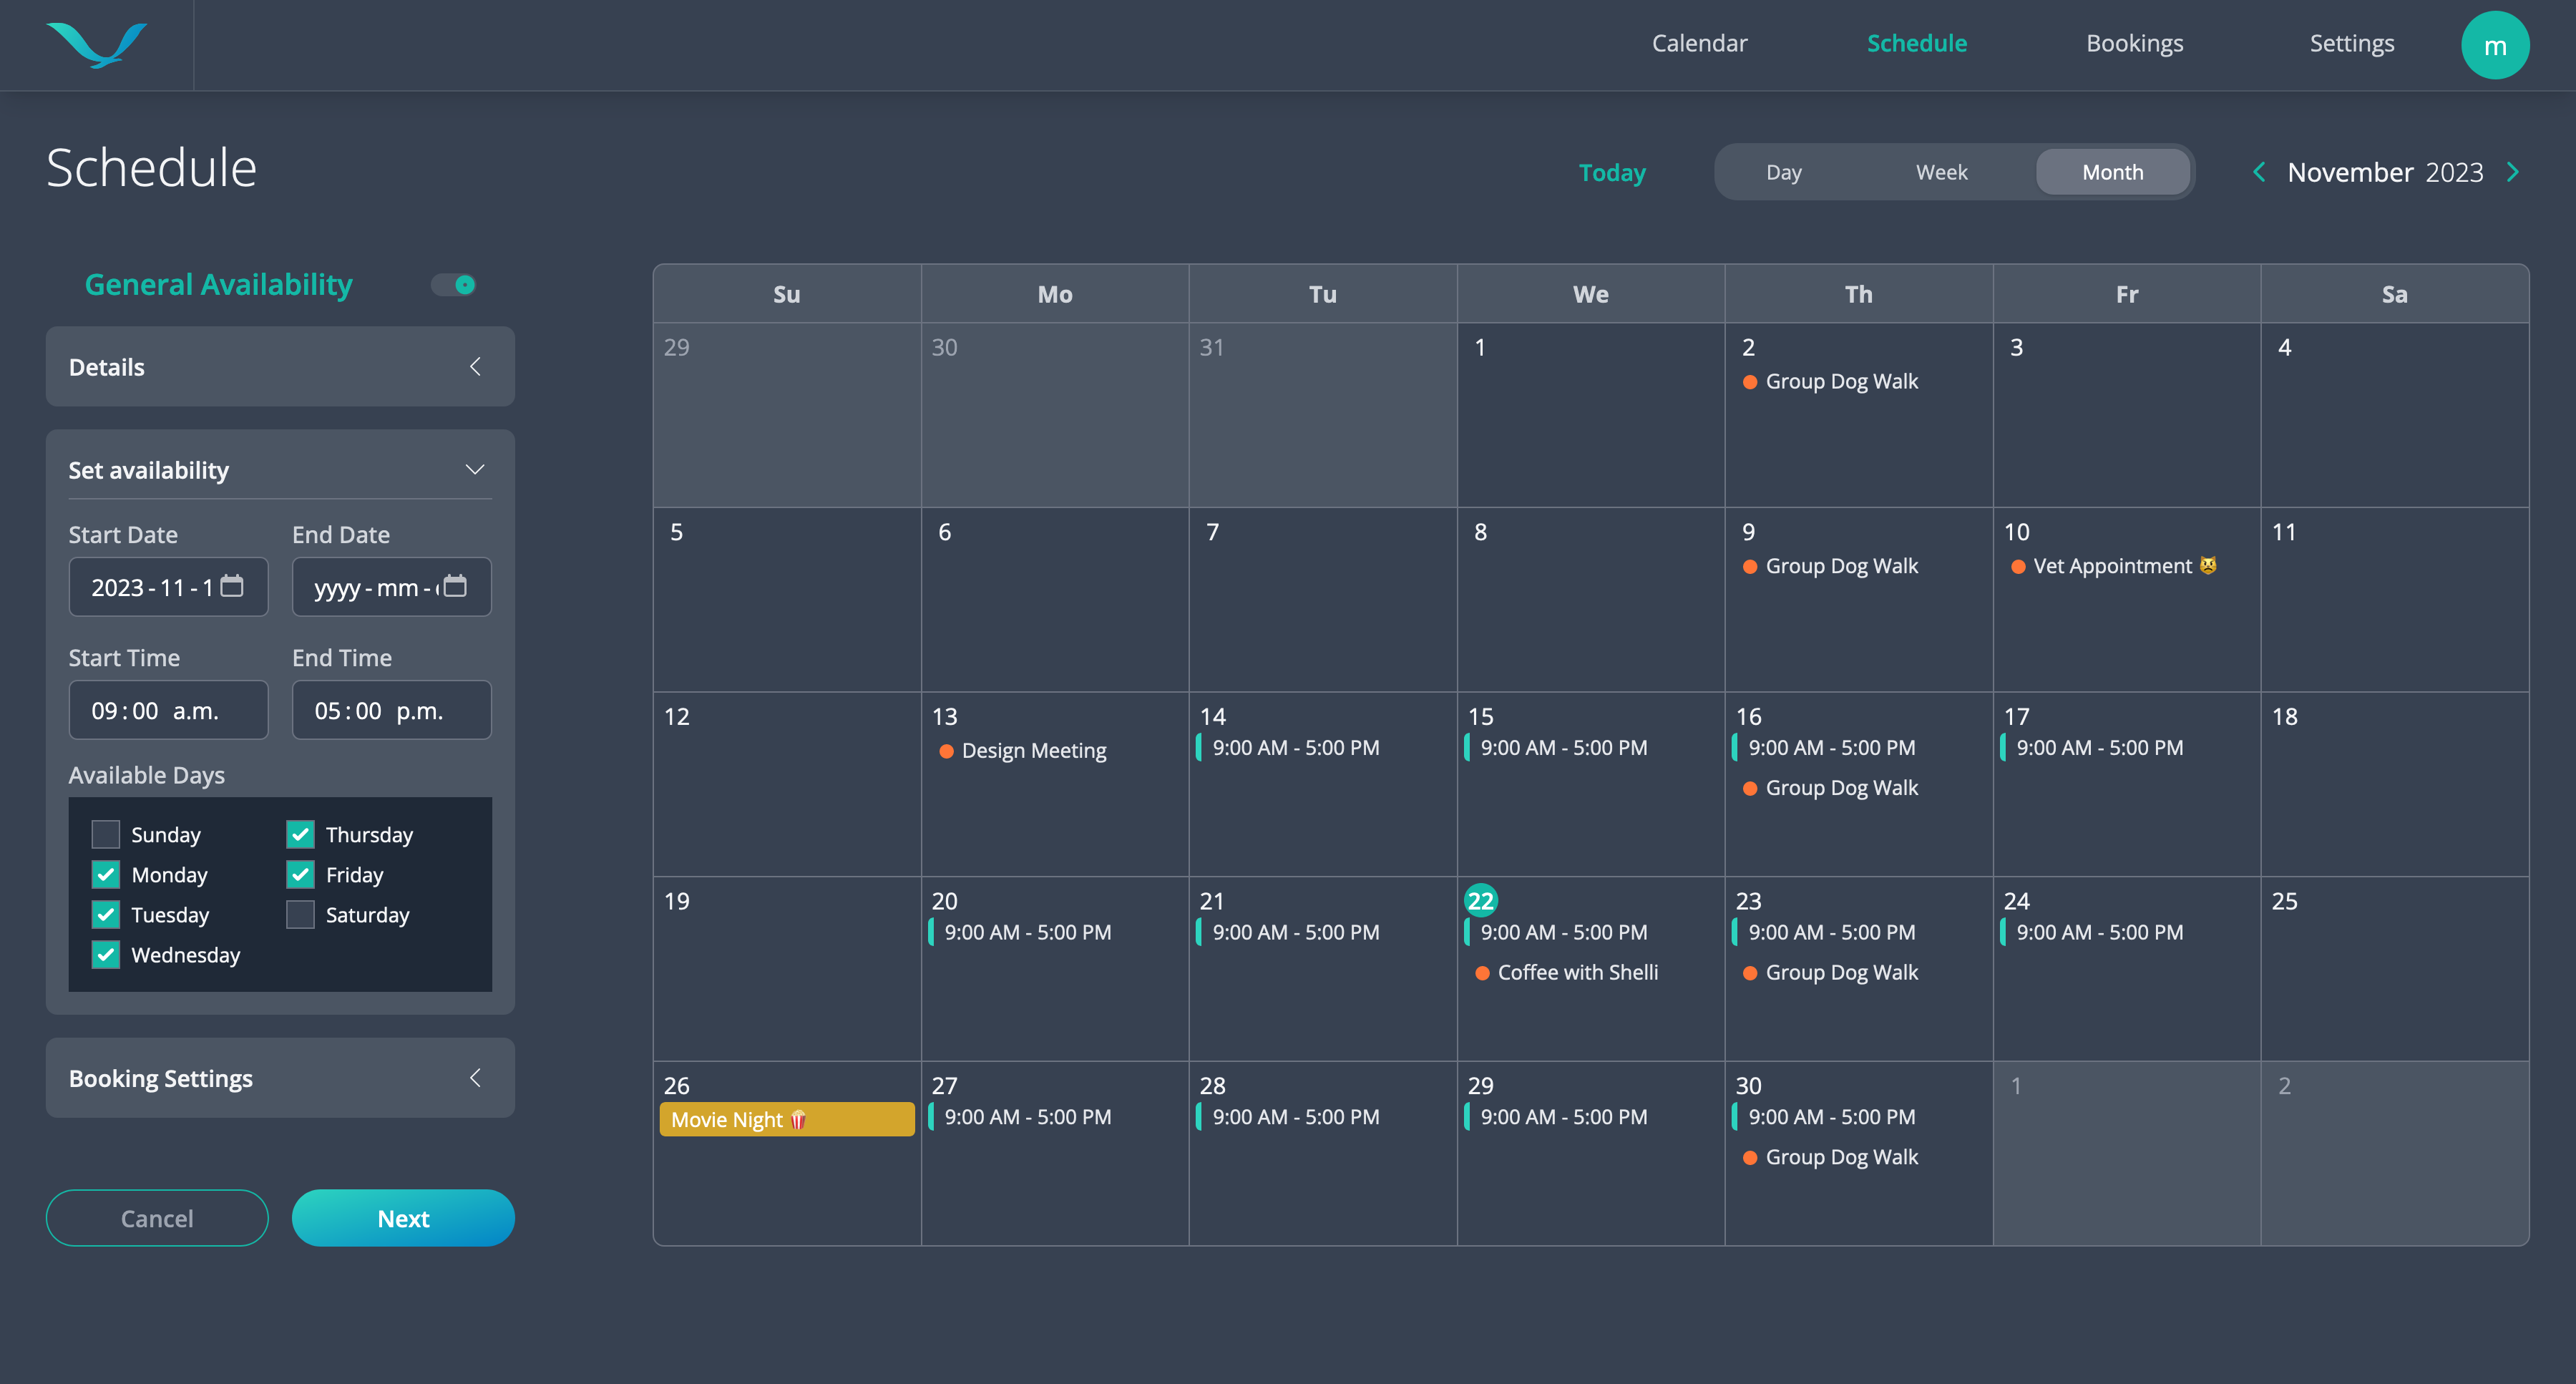 Calendar Schedule Bookings Settings m
Schedule
Today Day Week Month November 2023
General Availability
Details
Set availability
Start Date End Date
2023-11-1 yyyy-mm-
Start Time End Time
09:00 a.m. 05:00 p.m.
Available Days
Sunday Thursday
Monday Friday
Tuesday Saturday
Wednesday
Booking Settings
Cancel Next
Su Mo Tu We Th Fr Sa
29 30 31 1 2 3 4
Group Dog Walk
5 6 7 8 9 10 11
Group Dog Walk Vet Appointment 😾
12 13 14 15 16 17 18
Design Meeting 9:00 AM - 5:00 PM 9:00 AM - 5:00 PM 9:00 AM - 5:00 PM 9:00 AM - 5:00 PM
Group Dog Walk
19 20 21 22 23 24 25
9:00 AM - 5:00 PM 9:00 AM - 5:00 PM 9:00 AM - 5:00 PM 9:00 AM - 5:00 PM 9:00 AM - 5:00 PM
Coffee with Shelli Group Dog Walk
26 27 28 29 30 1 2
Movie Night 🍿 9:00 AM - 5:00 PM 9:00 AM - 5:00 PM 9:00 AM - 5:00 PM 9:00 AM - 5:00 PM
Group Dog Walk